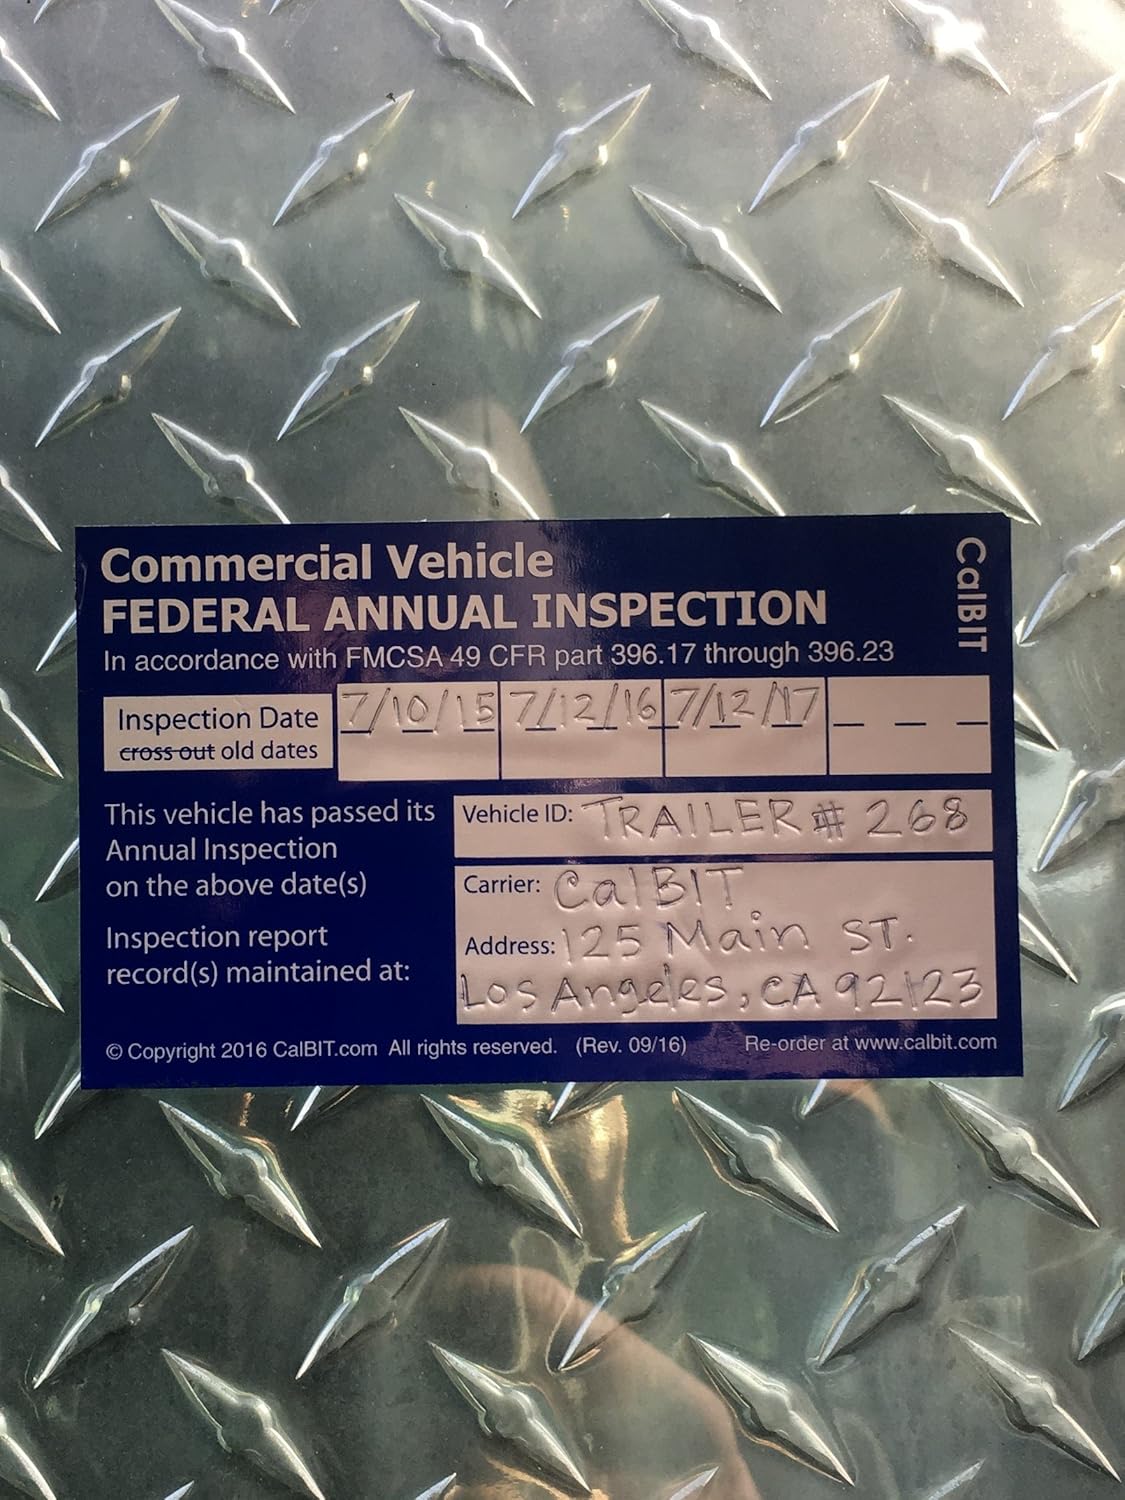 Commercial Vehicle
FEDERAL ANNUAL INSPECTION
In accordance with FMCSA 49 CFR part 396.17 through 396.23
CalBIT
Inspection Date
cross out old dates
7/10/15 7/12/16 7/12/17
This vehicle has passed its
Annual Inspection
on the above date(s)
Vehicle ID: TRAILER # 268
Inspection report
record(s) maintained at:
Carrier: CalBIT
Address: 125 Main ST.
Los Angeles, CA 92123
© Copyright 2016 CalBIT.com All rights reserved. (Rev. 09/16) Re-order at www.calbit.com